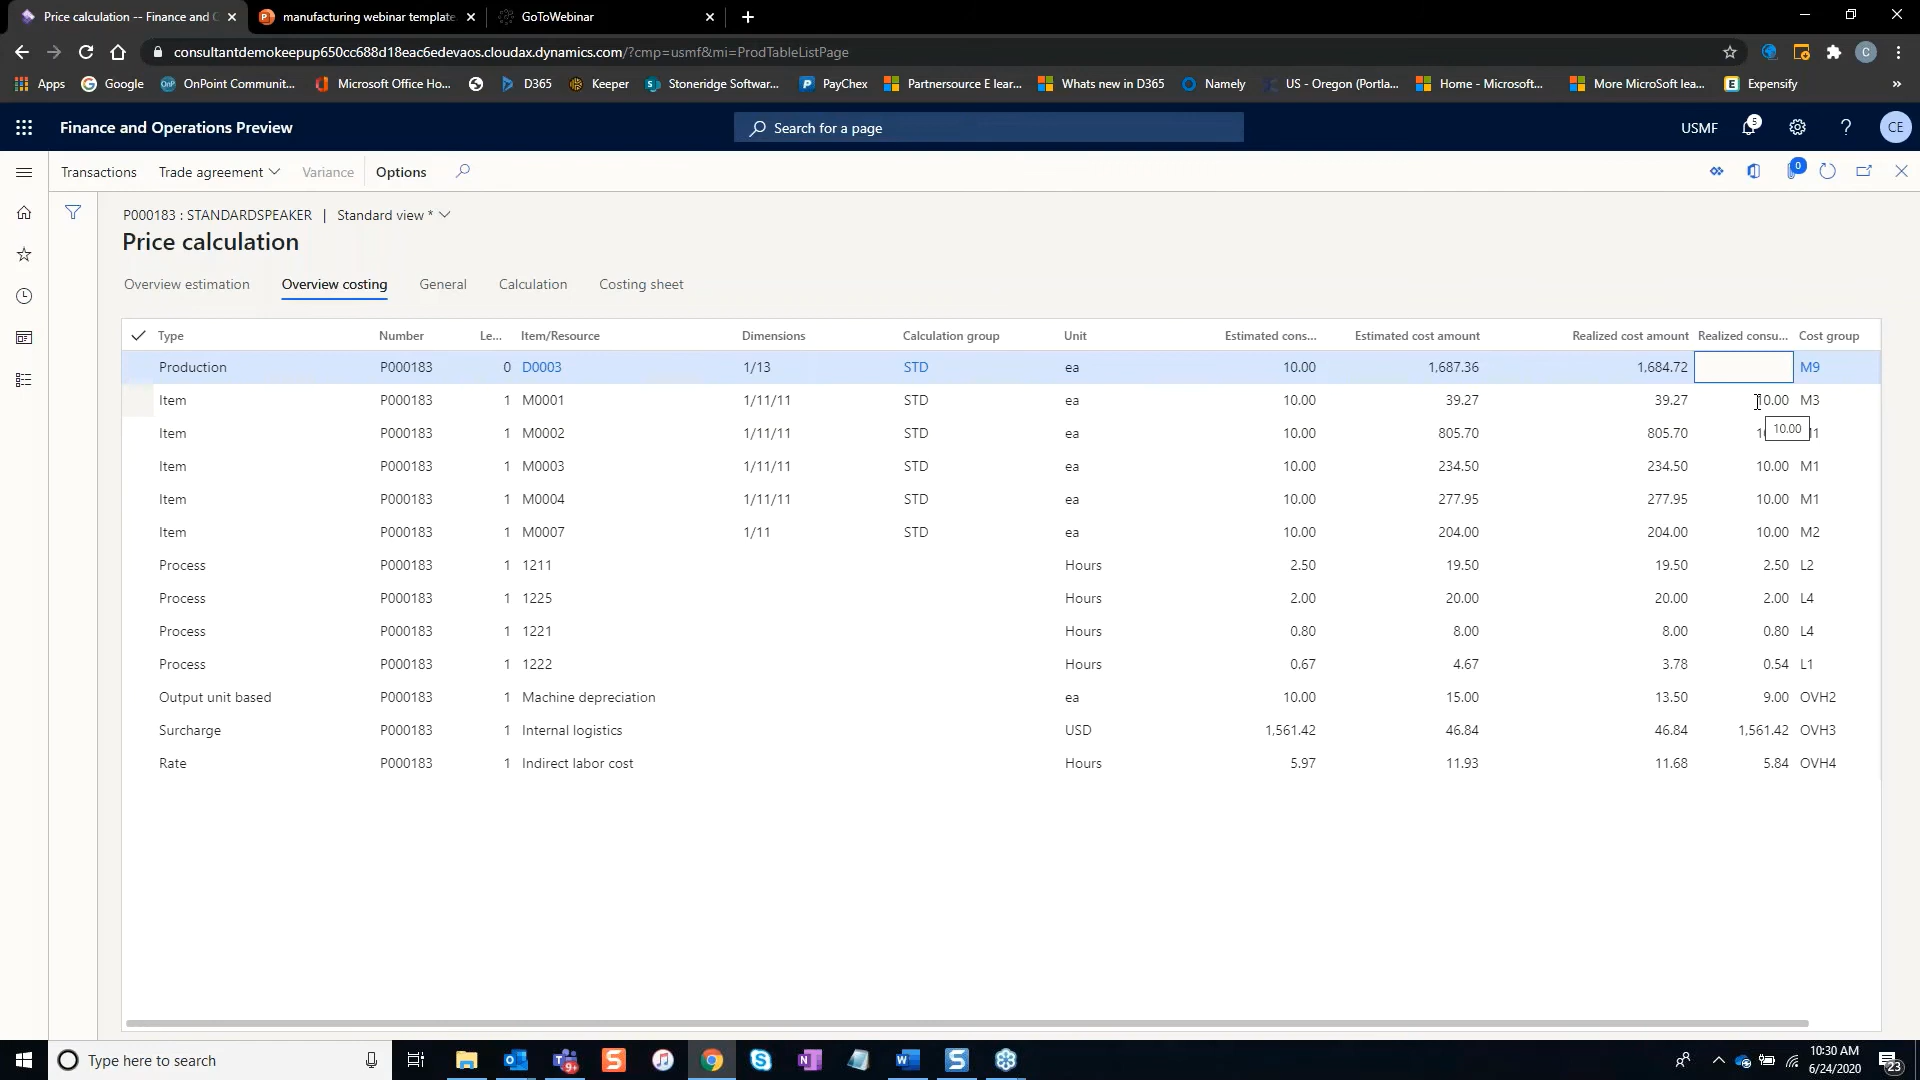 Price calculation -- Finance and O
manufacturing webinar template
GoToWebinar
consultantdemokeepup650cc688d18eac6edevaos.cloudax.dynamics.com/?cmp=usmf&mi=ProdTableListPage
C
Apps Google OnPoint Communit... Microsoft Office Ho... D365 Keeper Stoneridge Softwar... PayChex Partnersource E lear... Whats new in D365 Namely US - Oregon (Portla... Home - Microsoft... More MicroSoft lea... Expensify »
Finance and Operations Preview Search for a page USMF 5 ? CE
Transactions Trade agreement Variance Options 0
P000183 : STANDARDSPEAKER | Standard view *
Price calculation
Overview estimation Overview costing General Calculation Costing sheet
Type Number Le... Item/Resource Dimensions Calculation group Unit Estimated cons... Estimated cost amount Realized cost amount Realized consu... Cost group
Production P000183 0 D0003 1/13 STD ea 10.00 1,687.36 1,684.72 M9
Item P000183 1 M0001 1/11/11 STD ea 10.00 39.27 39.27 10.00 M3
Item P000183 1 M0002 1/11/11 STD ea 10.00 805.70 805.70
10.00
Item P000183 1 M0003 1/11/11 STD ea 10.00 234.50 234.50 10.00 M1
Item P000183 1 M0004 1/11/11 STD ea 10.00 277.95 277.95 10.00 M1
Item P000183 1 M0007 1/11 STD ea 10.00 204.00 204.00 10.00 M2
Process P000183 1 1211 Hours 2.50 19.50 19.50 2.50 L2
Process P000183 1 1225 Hours 2.00 20.00 20.00 2.00 L4
Process P000183 1 1221 Hours 0.80 8.00 8.00 0.80 L4
Process P000183 1 1222 Hours 0.67 4.67 3.78 0.54 L1
Output unit based P000183 1 Machine depreciation ea 10.00 15.00 13.50 9.00 OVH2
Surcharge P000183 1 Internal logistics USD 1,561.42 46.84 46.84 1,561.42 OVH3
Rate P000183 1 Indirect labor cost Hours 5.97 11.93 11.68 5.84 OVH4
Type here to search
9+
10:30 AM
6/24/2020
23